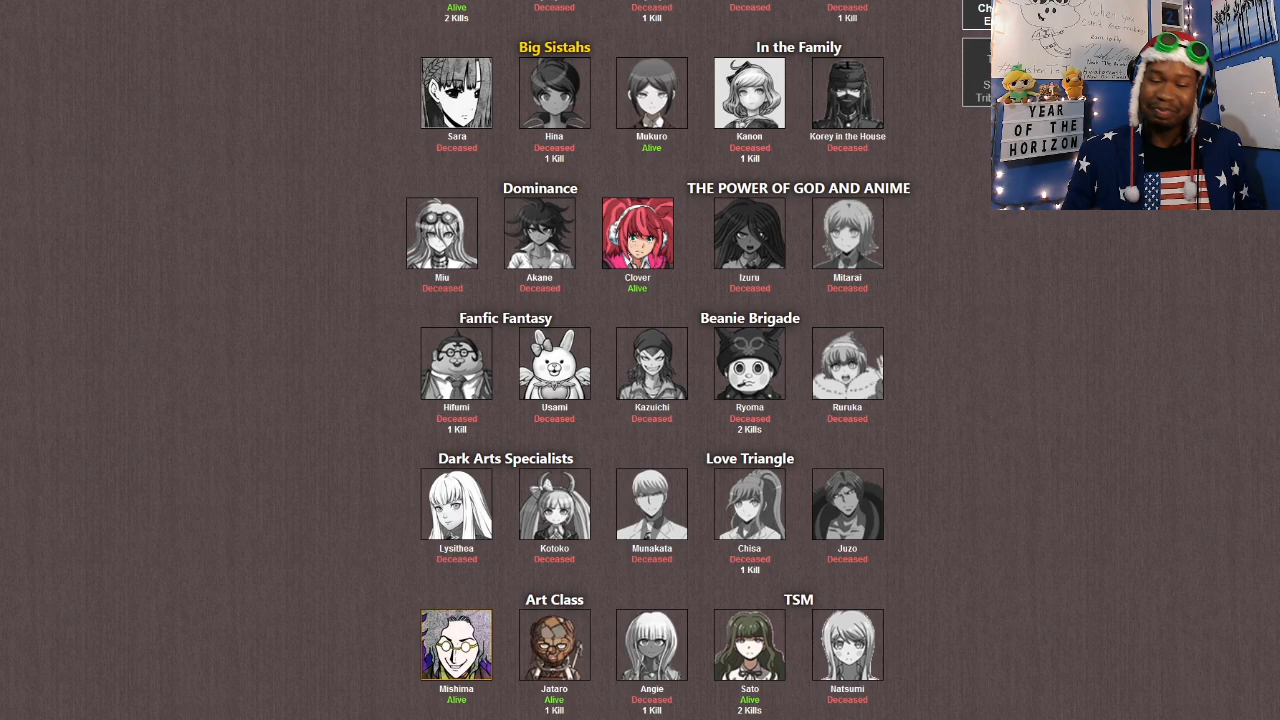 Alive Deceased Deceased Deceased Deceased
2 Kills 1 Kill 1 Kill
Big Sistahs In the Family
Sara Hina Mukuro Kanon Korey in the House
Deceased Deceased Alive Deceased Deceased
1 Kill 1 Kill
Dominance THE POWER OF GOD AND ANIME
Miu Akane Clover Izuru Mitarai
Deceased Deceased Alive Deceased Deceased
Fanfic Fantasy Beanie Brigade
Hifumi Usami Kazuichi Ryoma Ruruka
Deceased Deceased Deceased Deceased Deceased
1 Kill 2 Kills
Dark Arts Specialists Love Triangle
Lysithea Kotoko Munakata Chisa Juzo
Deceased Deceased Deceased Deceased Deceased
1 Kill
Art Class TSM
Mishima Jataro Angie Sato Natsumi
Alive Alive Deceased Alive Deceased
1 Kill 1 Kill 2 Kills
Ch
E
S
Trib
When you
2
YEAR
OF THE
HORIZON